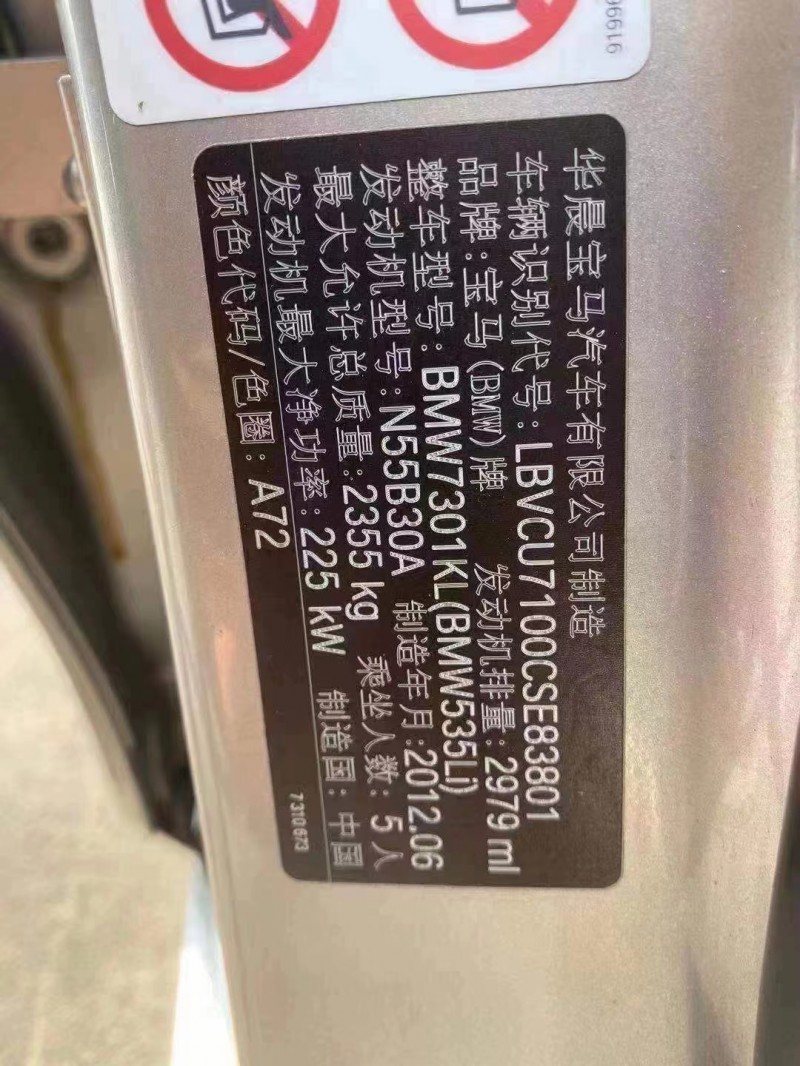 96616
华晨宝马汽车有限公司制造
车辆识别代号：LBVCU7100CSE83801
品牌：宝马（BMW）牌 发动机排量：2979 ml
整车型号：BMW7301KL(BMW535Li)
发动机型号：N55B30A 制造年月：2012.06
最大允许总质量：2355 kg 乘坐人数：5 人
发动机最大净功率：225 kW 制造国：中国
颜色代码/色圈：A72
7310673